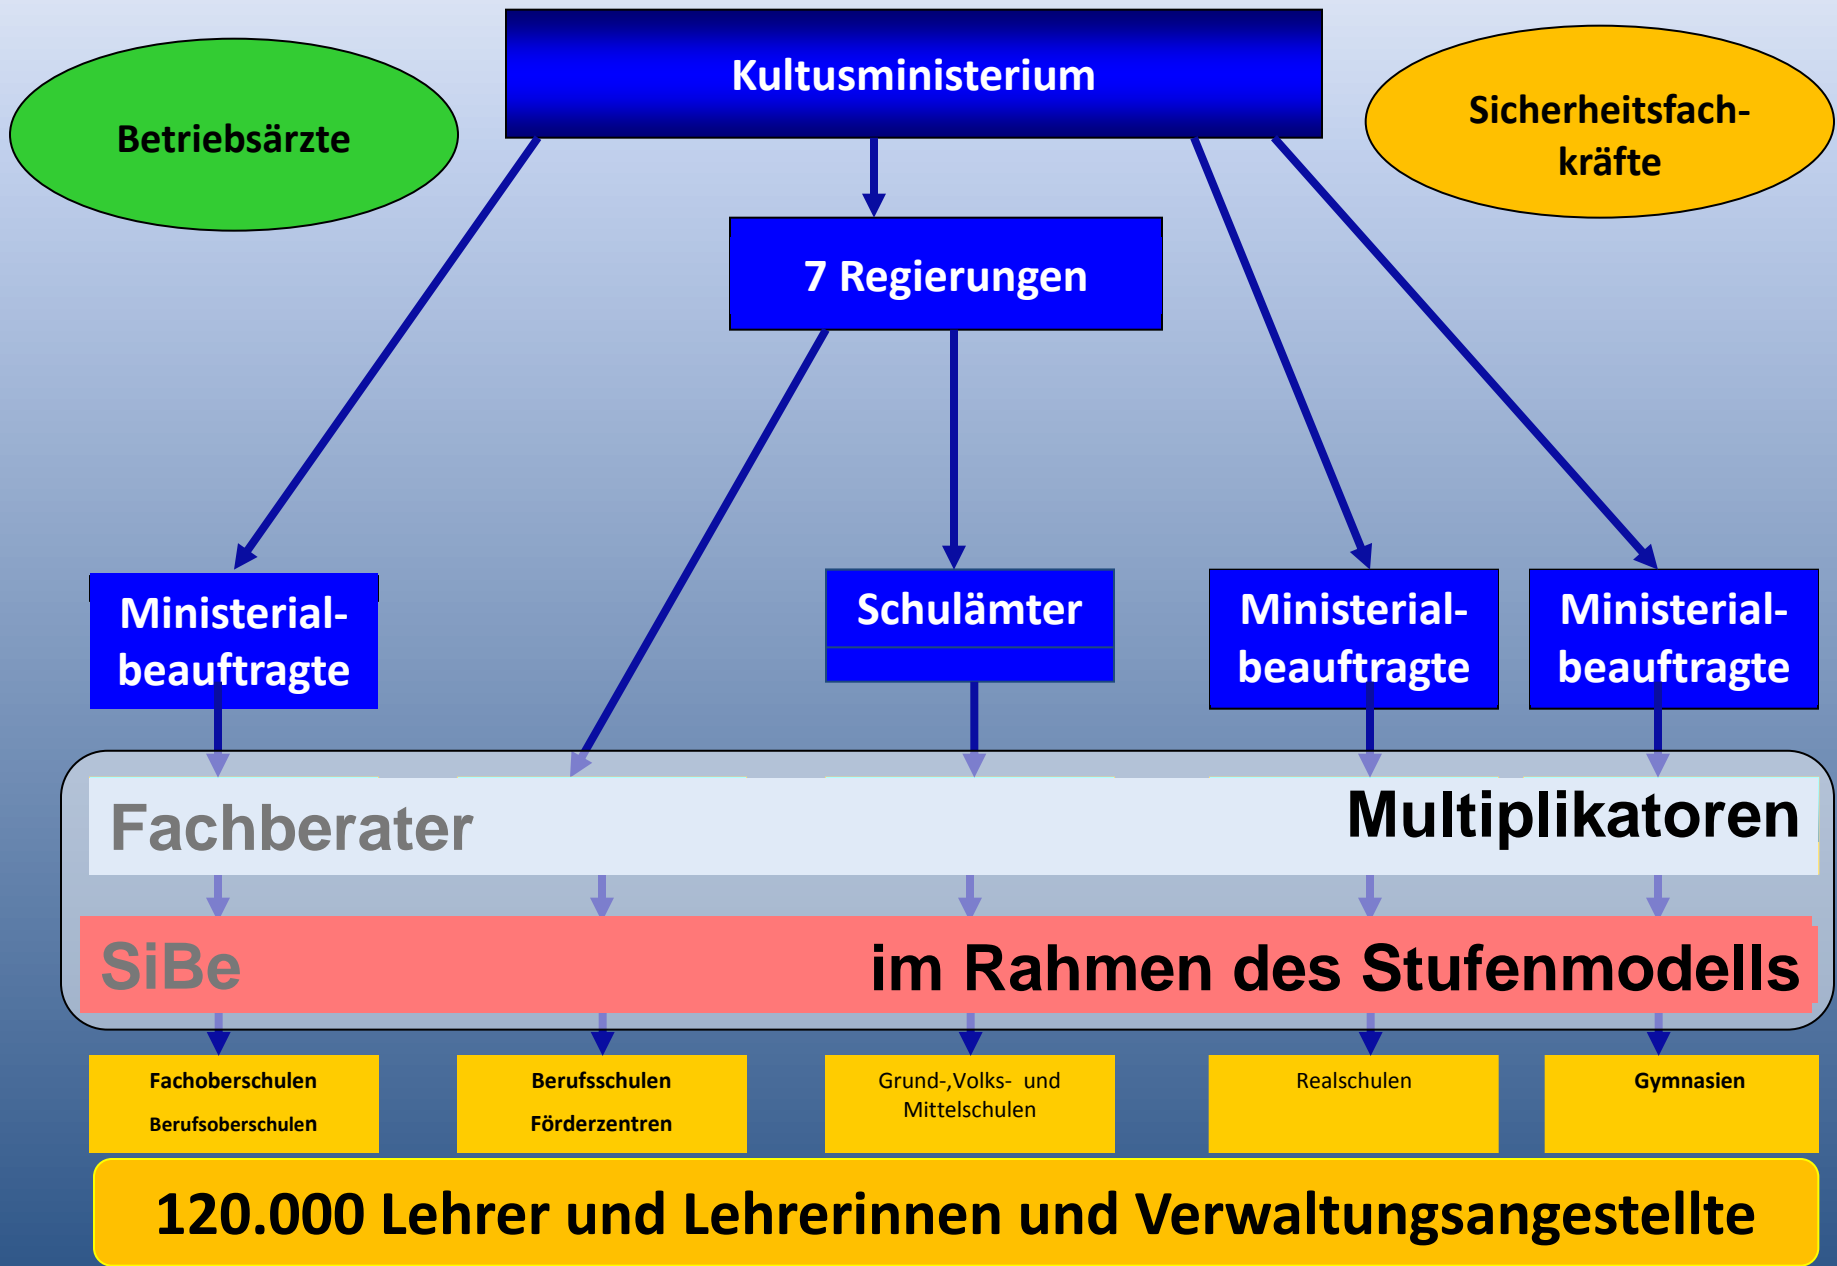 Kultusministerium
Betriebsärzte
Sicherheitsfach-
kräfte
7 Regierungen
Ministerial-
beauftragte
Schulämter
Ministerial-
beauftragte
Ministerial-
beauftragte
Fachberater
Multiplikatoren
SiBe
im Rahmen des Stufenmodells
Fachoberschulen
Berufsoberschulen
Berufsschulen
Förderzentren
Grund-,Volks- und
Mittelschulen
Realschulen
Gymnasien
120.000 Lehrer und Lehrerinnen und Verwaltungsangestellte